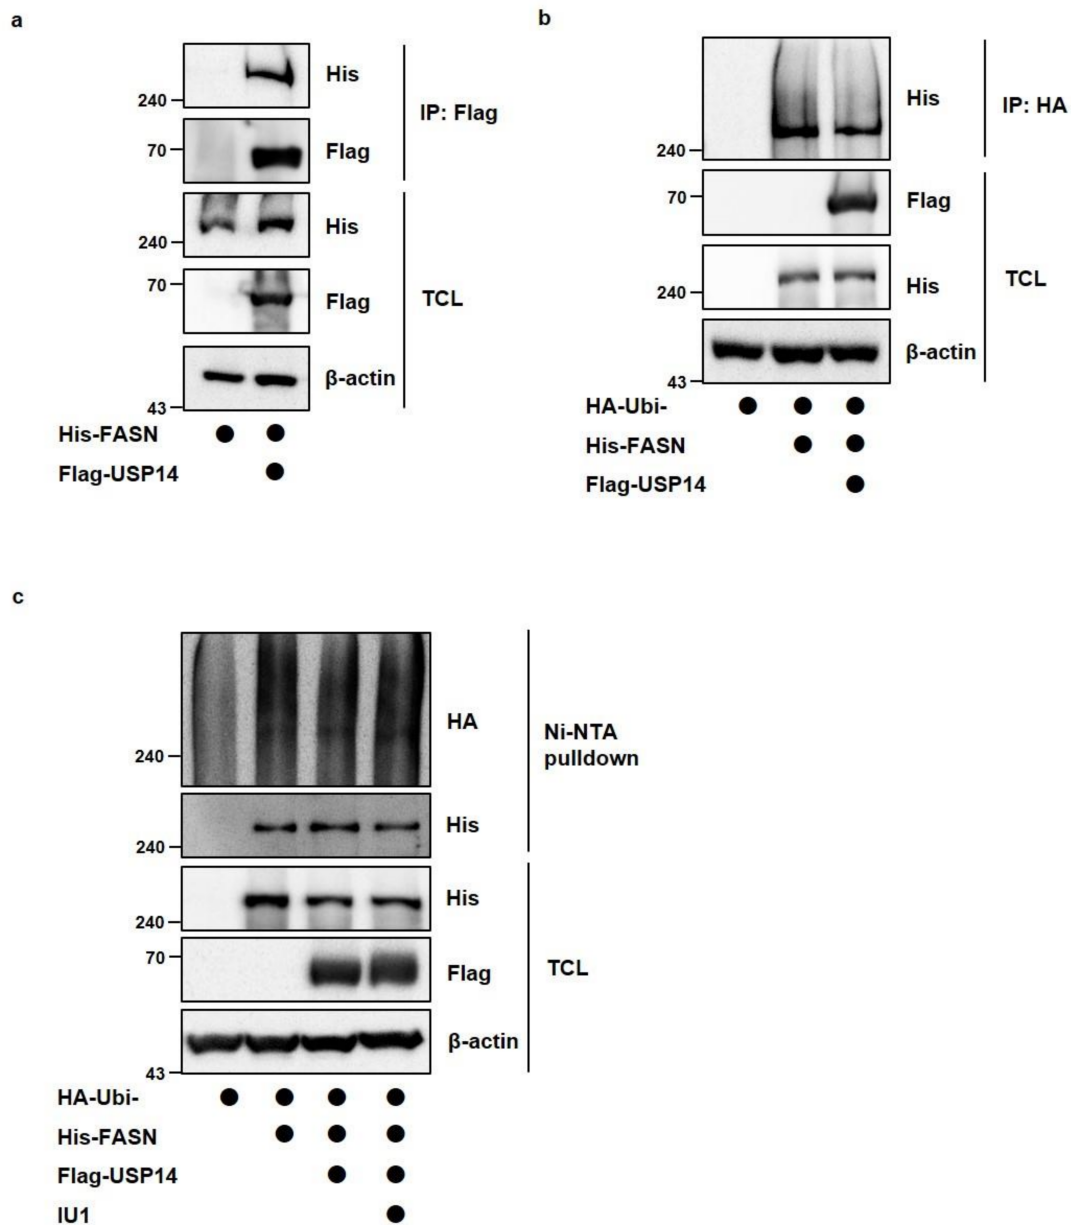 a
His
240
IP: Flag
70
Flag
His
240
70
Flag
TCL
β-actin
43
His-FASN
Flag-USP14
b
His
IP: HA
240
70
Flag
His
TCL
240
β-actin
43
HA-Ubi-
His-FASN
Flag-USP14
c
HA
Ni-NTA
pulldown
240
His
240
His
240
70
Flag
TCL
β-actin
43
HA-Ubi-
His-FASN
Flag-USP14
IU1